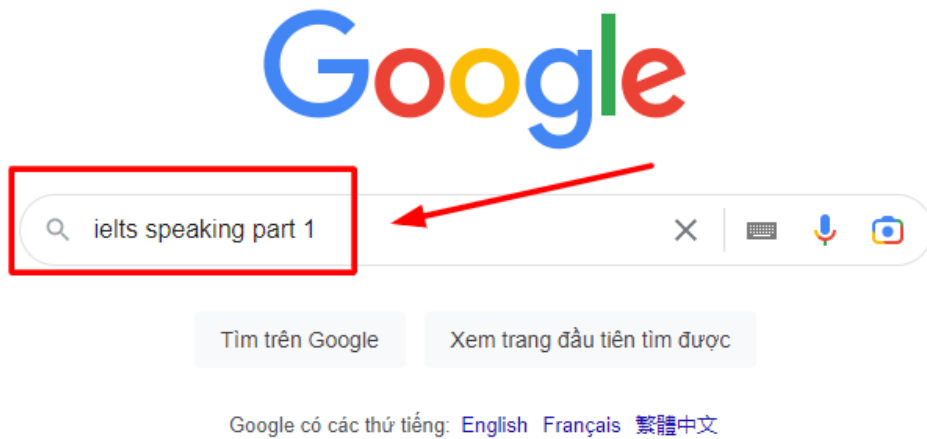 Google
ielts speaking part 1
Tìm trên Google Xem trang đầu tiên tìm được
Google có các thứ tiếng: English Français 繁體中文